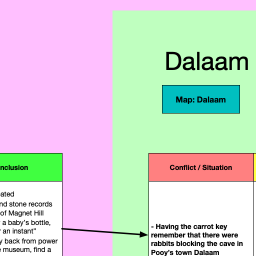 Dalaam
Map: Dalaam
nclusion
Conflict / Situation
ated
nd stone records
of Magnet Hill
a baby's bottle,
an instant"
y back from power
museum, find a
- Having the carrot key
remember that there were
rabbits blocking the cave in
Pooy's town Dalaam